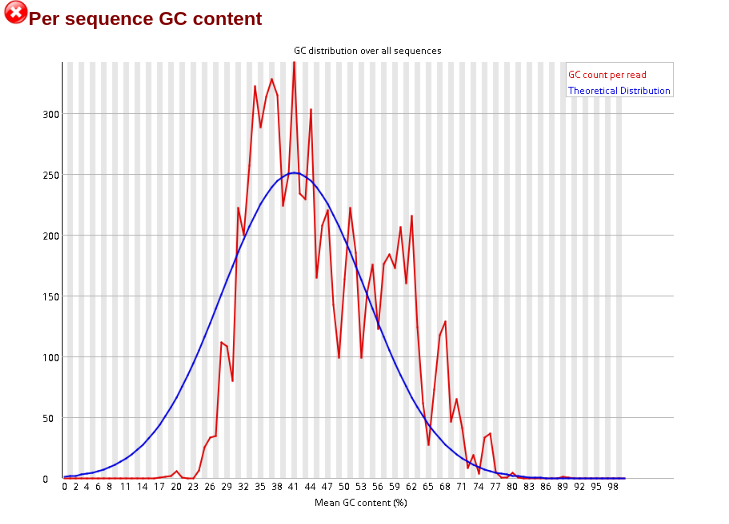 Per sequence GC content
GC distribution over all sequences
GC count per read
Theoretical Distribution
300
250
200
150
100
50
0
0 2 4 6 8 11 14 17 20 23 26 29 32 35 38 41 44 47 50 53 56 59 62 65 68 71 74 77 80 83 86 89 92 95 98
Mean GC content (%)